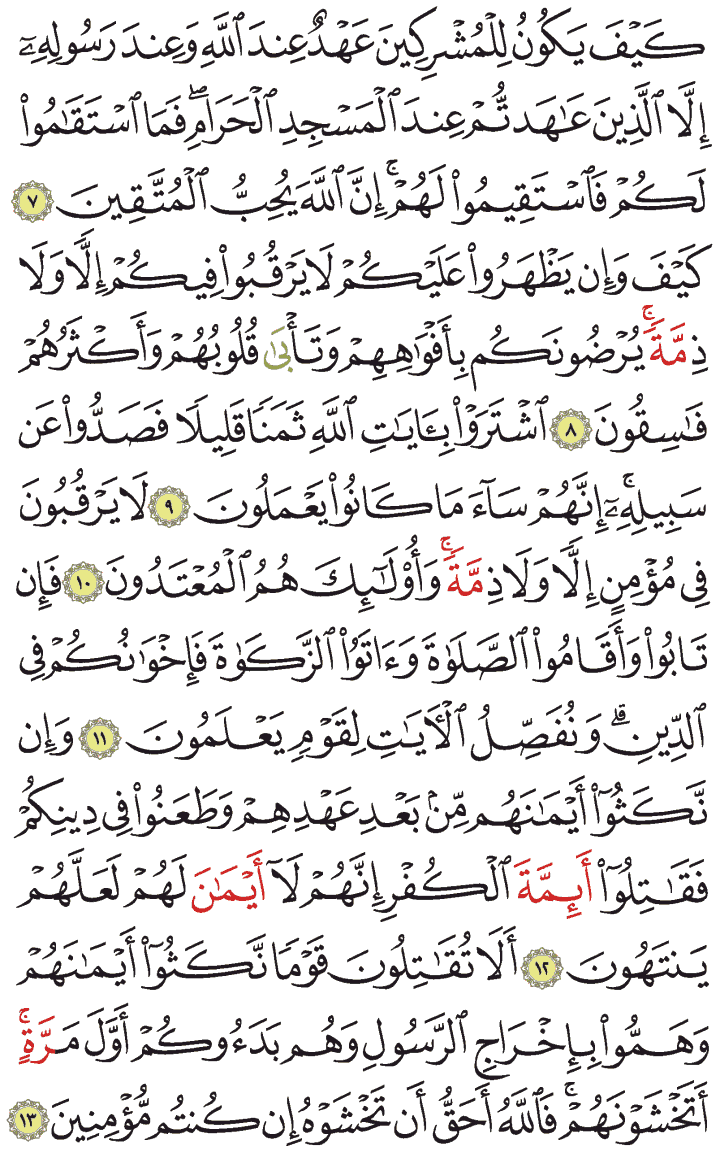 كَيْفَ يَكُونُ لِلْمُشْرِكِينَ عَهْدٌ عِندَ ٱللَّهِ وَعِندَ رَسُولِهِۦٓ
إِلَّا ٱلَّذِينَ عَٰهَدتُّمْ عِندَ ٱلْمَسْجِدِ ٱلْحَرَامِ ۖ فَمَا ٱسْتَقَٰمُوا۟
لَكُمْ فَٱسْتَقِيمُوا۟ لَهُمْ ۚ إِنَّ ٱللَّهَ يُحِبُّ ٱلْمُتَّقِينَ ٧
كَيْفَ وَإِن يَظْهَرُوا۟ عَلَيْكُمْ لَا يَرْقُبُوا۟ فِيكُمْ إِلًّا وَلَا
ذِمَّةً ۚ يُرْضُونَكُم بِأَفْوَٰهِهِمْ وَتَأْبَىٰ قُلُوبُهُمْ وَأَكْثَرُهُمْ
فَٰسِقُونَ ٨ ٱشْتَرَوْا۟ بِـَٔايَٰتِ ٱللَّهِ ثَمَنًا قَلِيلًا فَصَدُّوا۟ عَن
سَبِيلِهِۦٓ ۚ إِنَّهُمْ سَآءَ مَا كَانُوا۟ يَعْمَلُونَ ٩ لَا يَرْقُبُونَ
فِى مُؤْمِنٍ إِلًّا وَلَا ذِمَّةً ۚ وَأُو۟لَٰٓئِكَ هُمُ ٱلْمُعْتَدُونَ ١٠ فَإِن
تَابُوا۟ وَأَقَامُوا۟ ٱلصَّلَوٰةَ وَءَاتَوُا۟ ٱلزَّكَوٰةَ فَإِخْوَٰنُكُمْ فِى
ٱلدِّينِ ۗ وَنُفَصِّلُ ٱلْـَٔايَٰتِ لِقَوْمٍ يَعْلَمُونَ ١١ وَإِن
نَّكَثُوٓا۟ أَيْمَٰنَهُم مِّنۢ بَعْدِ عَهْدِهِمْ وَطَعَنُوا۟ فِى دِينِكُمْ
فَقَٰتِلُوٓا۟ أَئِمَّةَ ٱلْكُفْرِ إِنَّهُمْ لَآ أَيْمَٰنَ لَهُمْ لَعَلَّهُمْ
يَنتَهُونَ ١٢ أَلَا تُقَٰتِلُونَ قَوْمًا نَّكَثُوٓا۟ أَيْمَٰنَهُمْ
وَهَمُّوا۟ بِإِخْرَاجِ ٱلرَّسُولِ وَهُم بَدَءُوكُمْ أَوَّلَ مَرَّةٍ ۚ
أَتَخْشَوْنَهُمْ ۚ فَٱللَّهُ أَحَقُّ أَن تَخْشَوْهُ إِن كُنتُم مُّؤْمِنِينَ ١٣